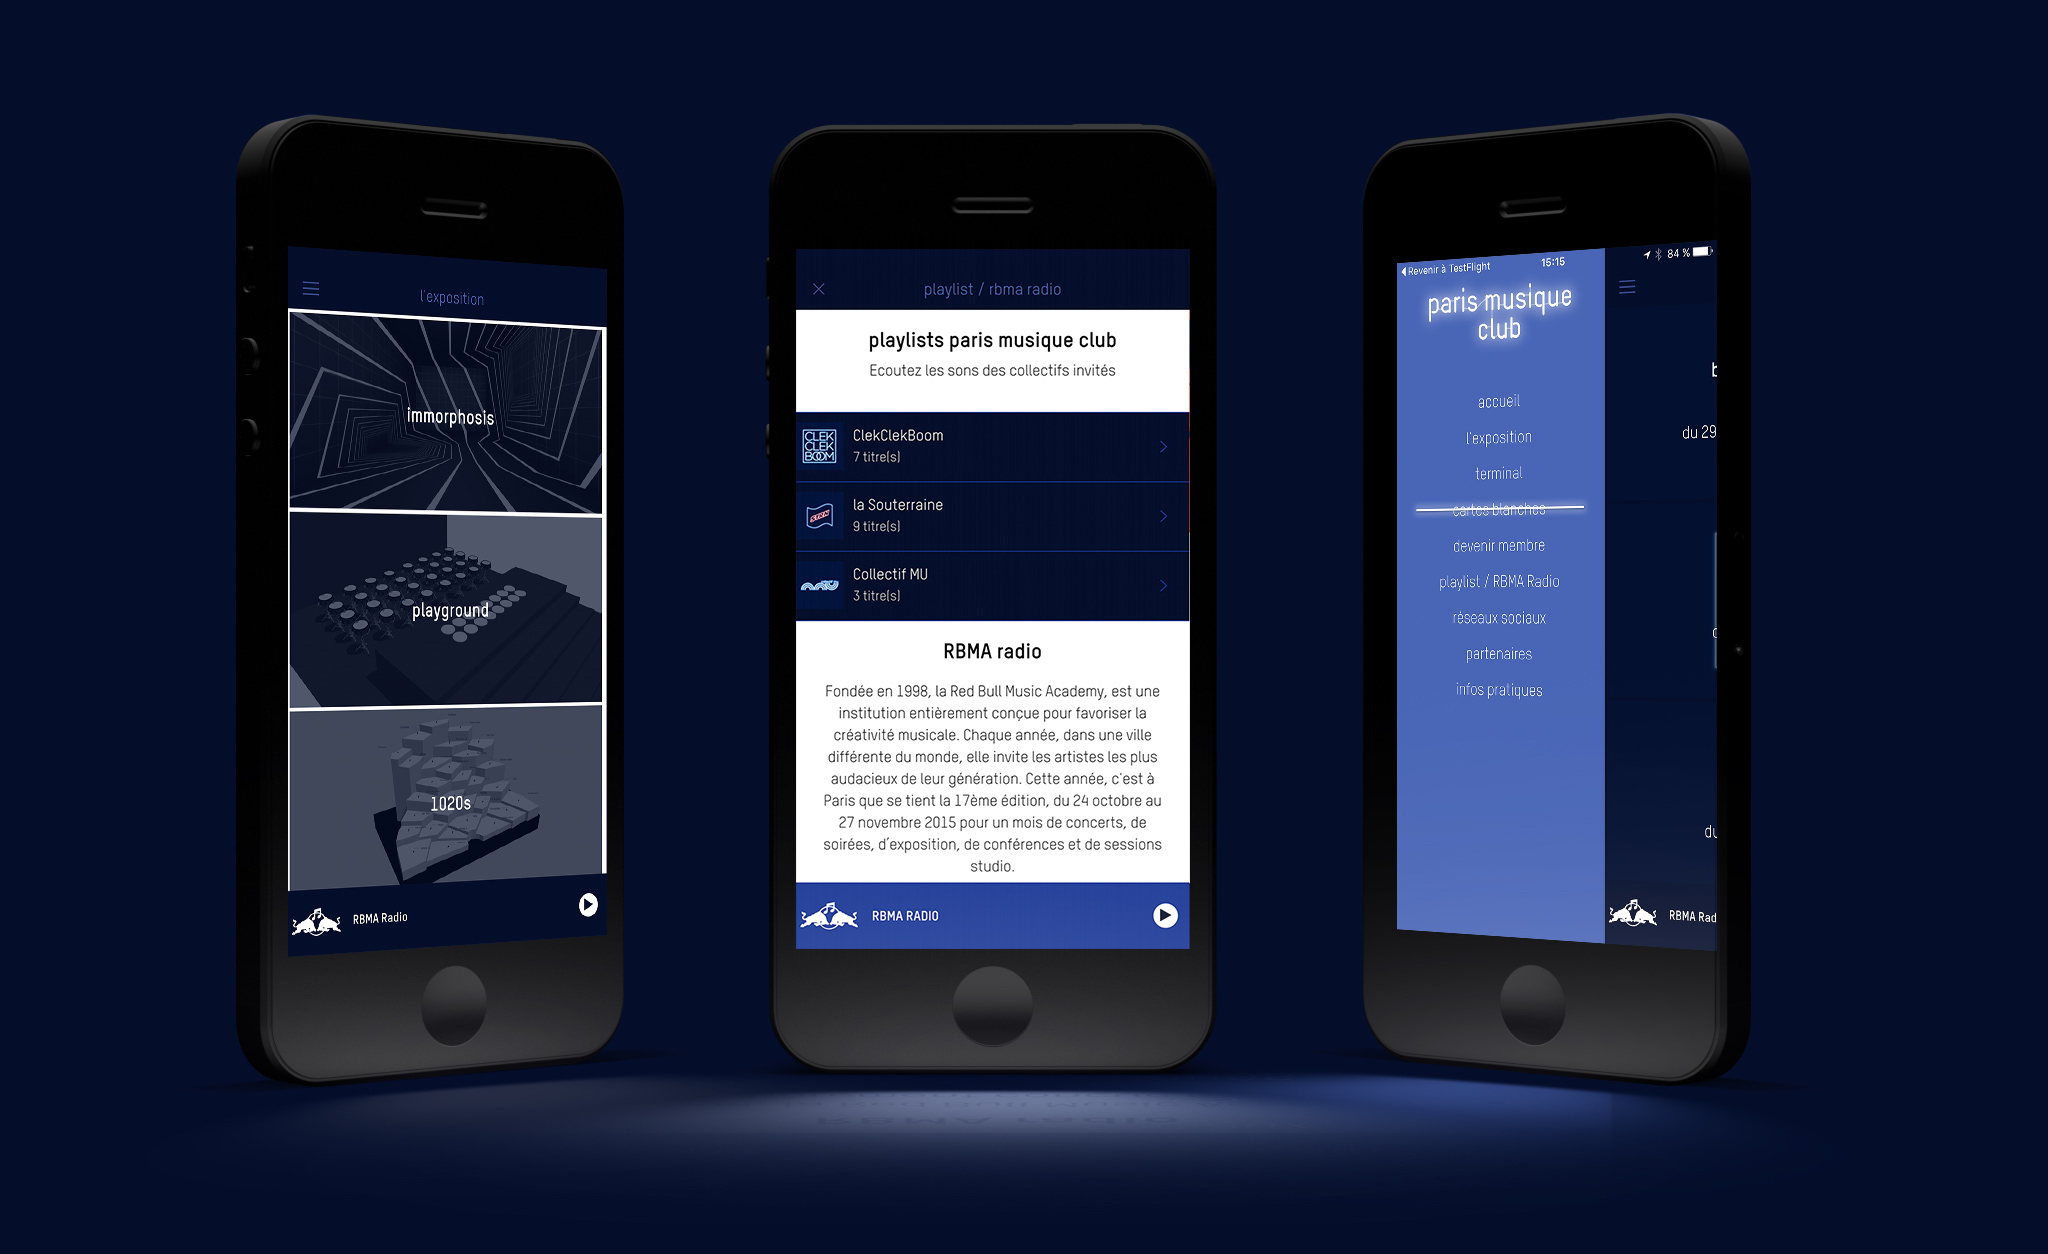 l'exposition
immorphosis
playground
1020s
RBMA Radio
playlist / rbma radio
playlists paris musique club
Ecoutez les sons des collectifs invités
CLEK
CLEK
BOOM
ClekClekBoom
7 titre(s)
STRN
la Souterraine
9 titre(s)
Collectif MU
3 titre(s)
RBMA radio
Fondée en 1998, la Red Bull Music Academy, est une
institution entièrement conçue pour favoriser la
créativité musicale. Chaque année, dans une ville
différente du monde, elle invite les artistes les plus
audacieux de leur génération. Cette année, c'est à
Paris que se tient la 17ème édition, du 24 octobre au
27 novembre 2015 pour un mois de concerts, de
soirées, d'exposition, de conférences et de sessions
studio.
RBMA RADIO
Revenir à TestFlight
15:15
84 %
paris musique
club
accueil
l'exposition
terminal
cartes blanches
devenir membre
playlist / RBMA Radio
réseaux sociaux
partenaires
infos pratiques
b
du 29
du
RBMA Rad